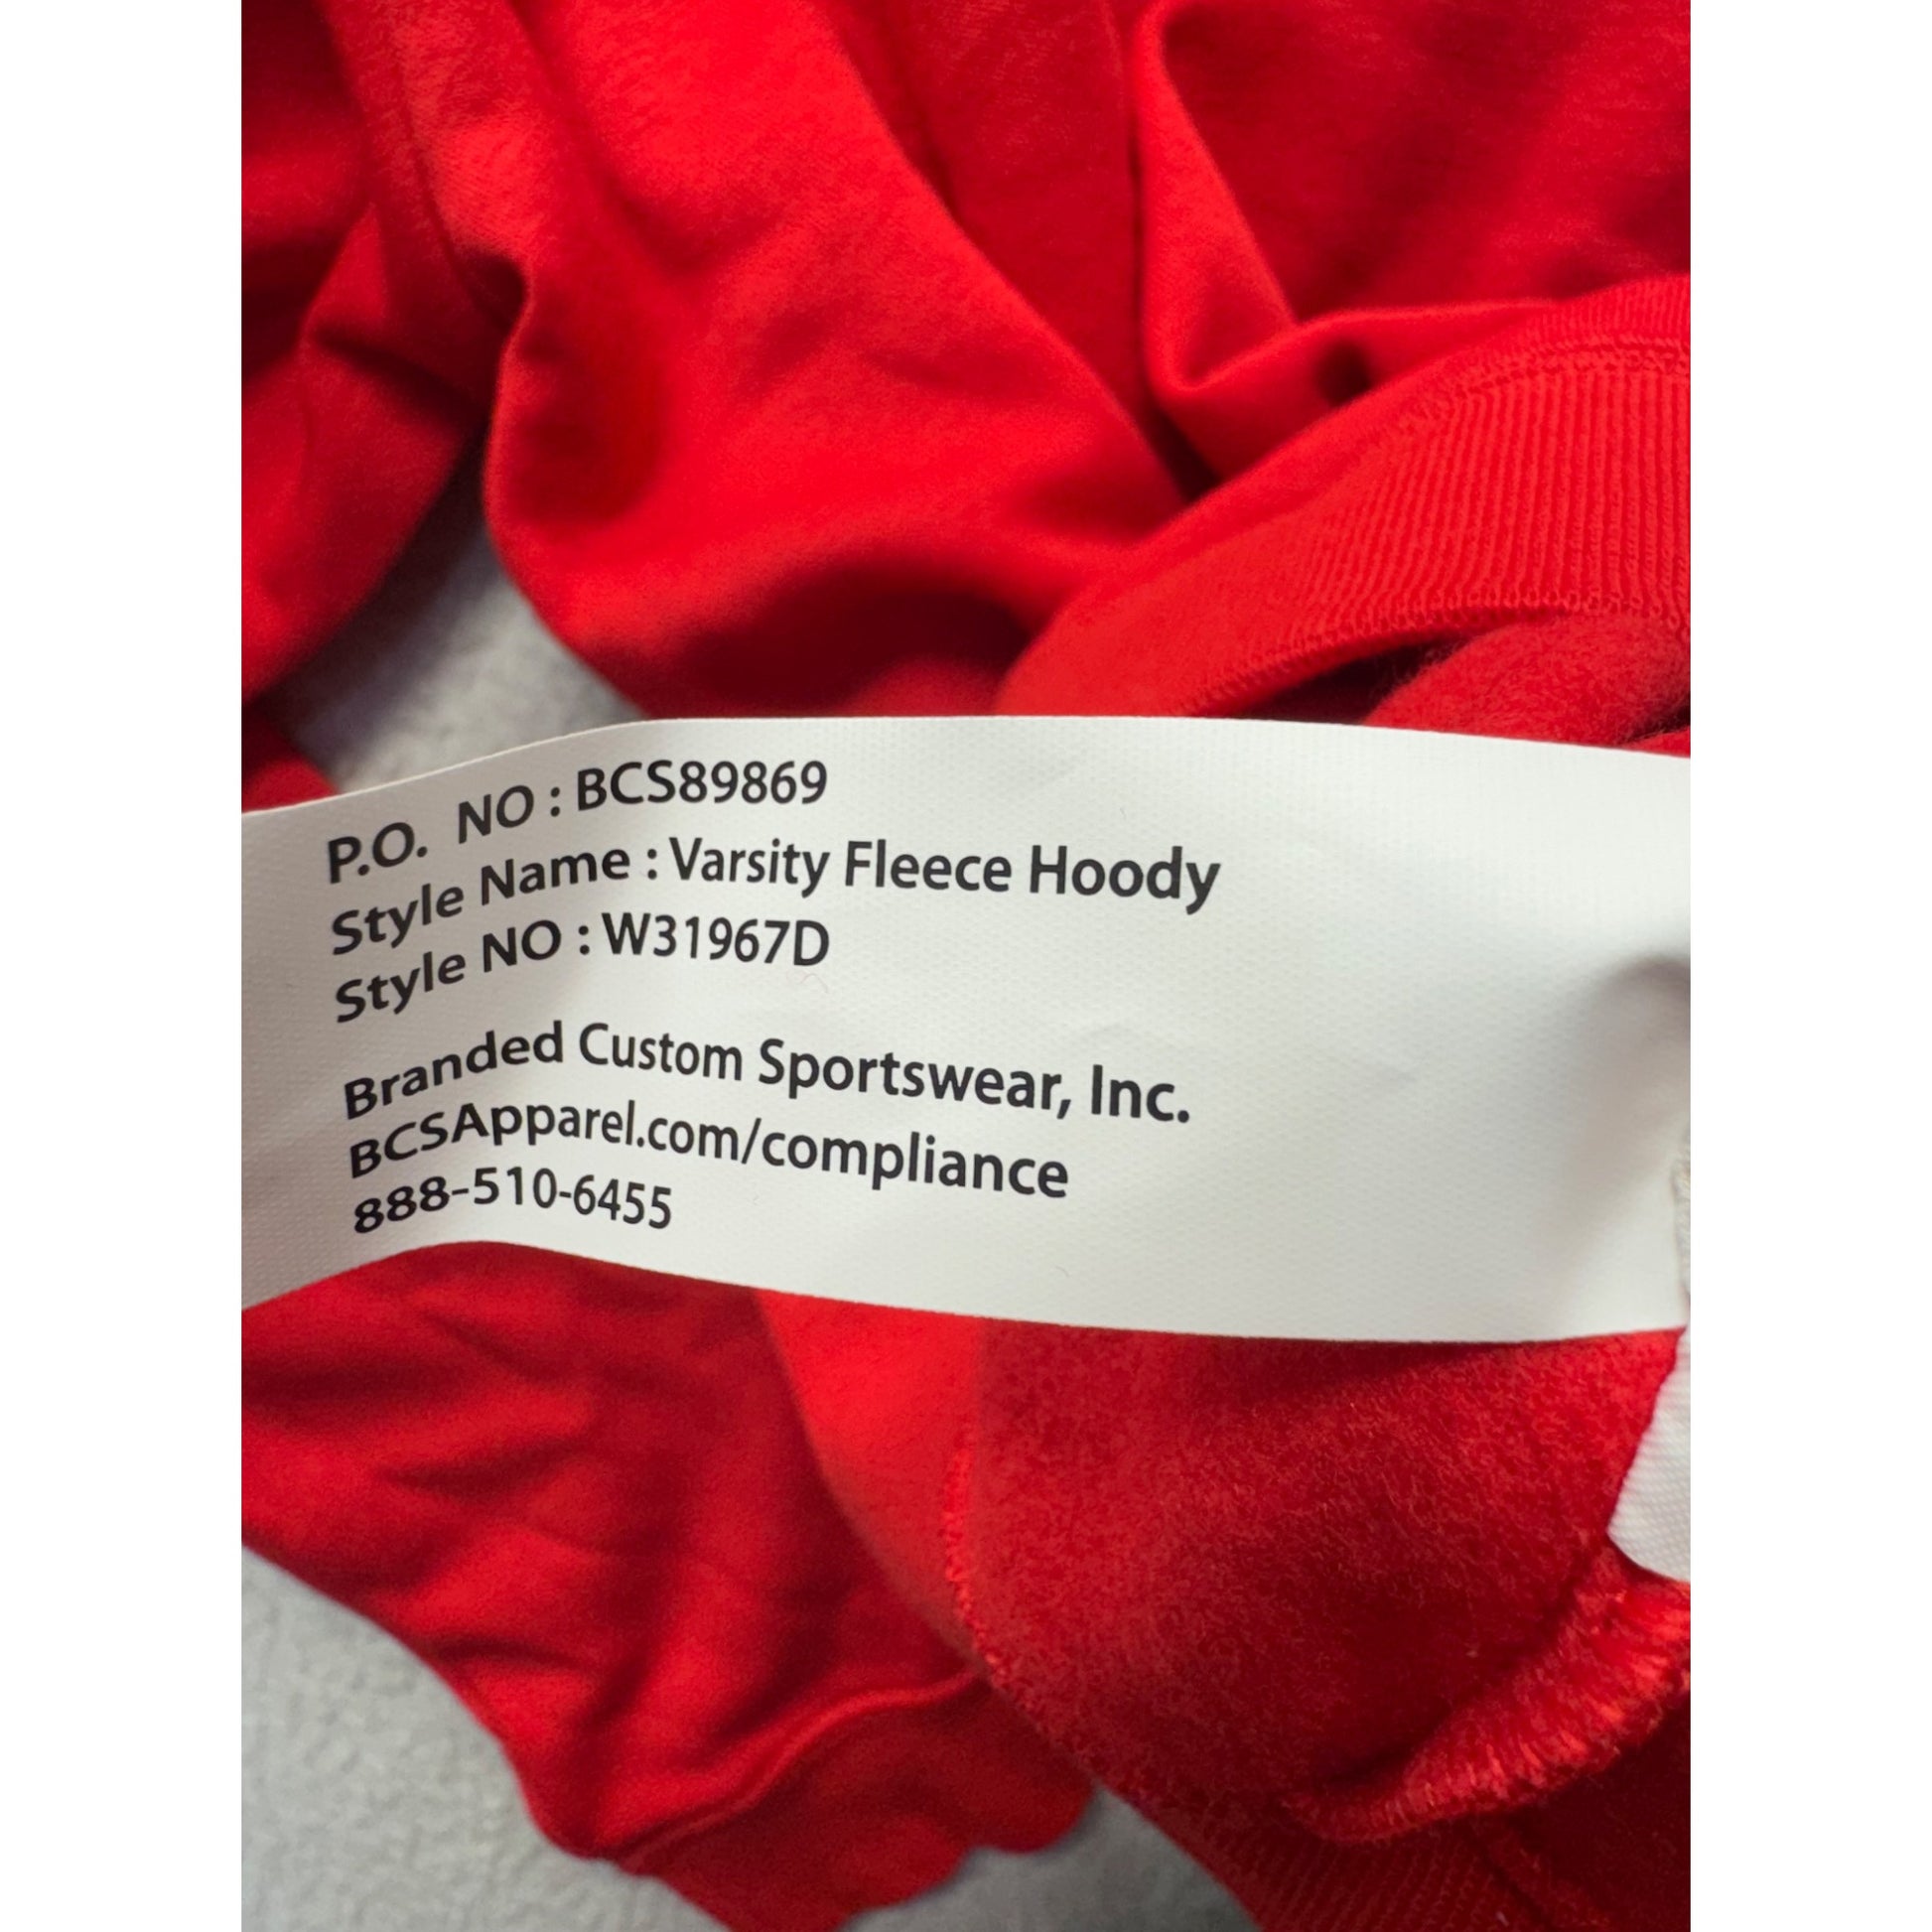 P.O. NO : BCS89869
Style Name : Varsity Fleece Hoody
Style NO : W31967D
Branded Custom Sportswear, Inc.
BCSApparel.com/compliance
888-510-6455